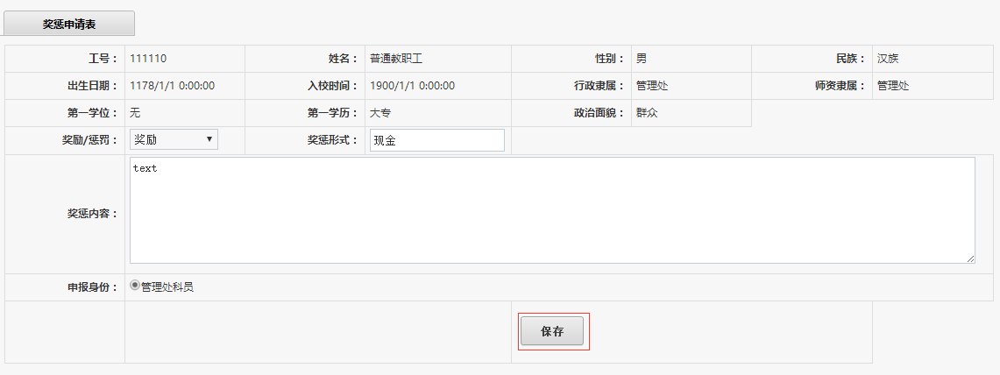 奖惩申请表
工号： 111110 姓名： 普通教职工 性别： 男 民族： 汉族
出生日期： 1178/1/1 0:00:00 入校时间： 1900/1/1 0:00:00 行政隶属： 管理处 师资隶属： 管理处
第一学位： 无 第一学历： 大专 政治面貌： 群众
奖励/惩罚： 奖励 奖惩形式： 现金
奖惩内容： text
申报身份： 管理处科员
保存